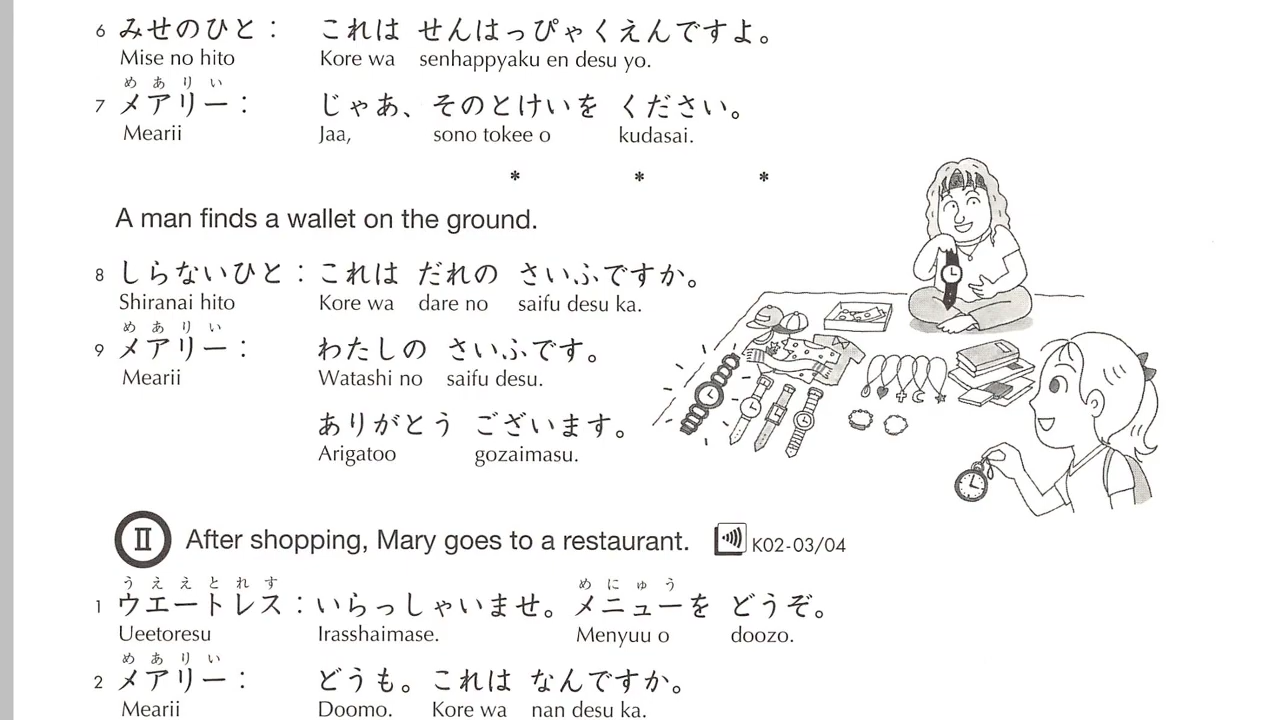 6 みせのひと： これは せんはっぴゃくえんですよ。
Mise no hito Kore wa senhappyaku en desu yo.
めありい
7 メアリー： じゃあ、そのとけいを ください。
Mearii Jaa, sono tokee o kudasai.
* * *
A man finds a wallet on the ground.
8 しらないひと： これは だれの さいふですか。
Shiranai hito Kore wa dare no saifu desu ka.
めありい
9 メアリー： わたしの さいふです。
Mearii Watashi no saifu desu.
ありがとう ございます。
Arigatoo gozaimasu.
II After shopping, Mary goes to a restaurant. K02-03/04
うええとれす めにゅう
1 ウエートレス： いらっしゃいませ。メニューを どうぞ。
Ueetoresu Irasshaimase. Menyuu o doozo.
めありい
2 メアリー： どうも。これは なんですか。
Mearii Doomo. Kore wa nan desu ka.